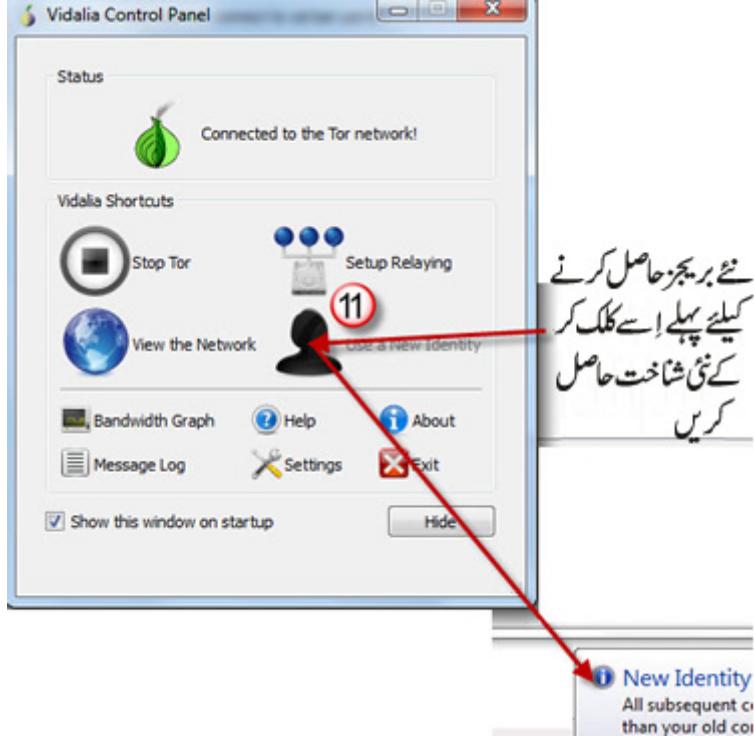 Vidalia Control Panel
Status
Connected to the Tor network!
Vidalia Shortcuts
Stop Tor
Setup Relaying
11
View the Network
Use a New Identity
Bandwidth Graph
Help
About
Message Log
Settings
Exit
Show this window on startup
Hide
نئے بریجز حاصل کرنے
کیلئے پہلے اِسے کلک کر
کے نئی شناخت حاصل
کریں
New Identity
All subsequent
than your old